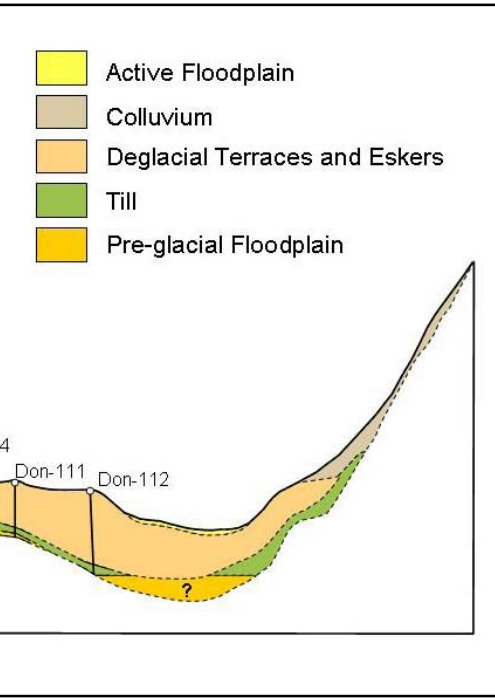 Active Floodplain
Colluvium
Deglacial Terraces and Eskers
Till
Pre-glacial Floodplain
4
Don-111
Don-112
?